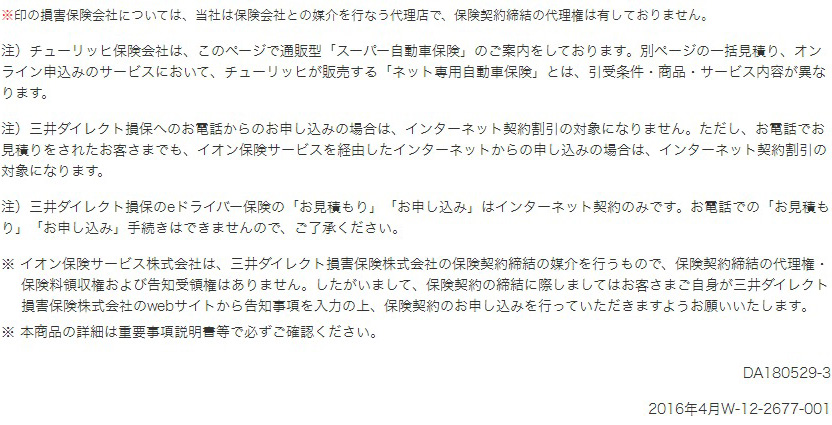 ※印の損害保険会社については、当社は保険会社との媒介を行なう代理店で、保険契約締結の代理権は有しておりません。
注）チューリッヒ保険会社は、このページで通販型「スーパー自動車保険」のご案内をしております。別ページの一括見積り、オン
ライン申込みのサービスにおいて、チューリッヒが販売する「ネット専用自動車保険」とは、引受条件・商品・サービス内容が異な
ります。
注）三井ダイレクト損保へのお電話からのお申し込みの場合は、インターネット契約割引の対象になりません。ただし、お電話でお
見積りをされたお客さまでも、イオン保険サービスを経由したインターネットからの申し込みの場合は、インターネット契約割引の
対象になります。
注）三井ダイレクト損保のeドライバー保険の「お見積もり」「お申し込み」はインターネット契約のみです。お電話での「お見積も
り」「お申し込み」手続きはできませんので、ご了承ください。
※ イオン保険サービス株式会社は、三井ダイレクト損害保険株式会社の保険契約締結の媒介を行うもので、保険契約締結の代理権・
保険料領収権および告知受領権はありません。したがいまして、保険契約の締結に際しましてはお客さまご自身が三井ダイレクト
損害保険株式会社のwebサイトから告知事項を入力の上、保険契約のお申し込みを行っていただきますようお願いいたします。
※ 本商品の詳細は重要事項説明書等で必ずご確認ください。
DA180529-3
2016年4月W-12-2677-001